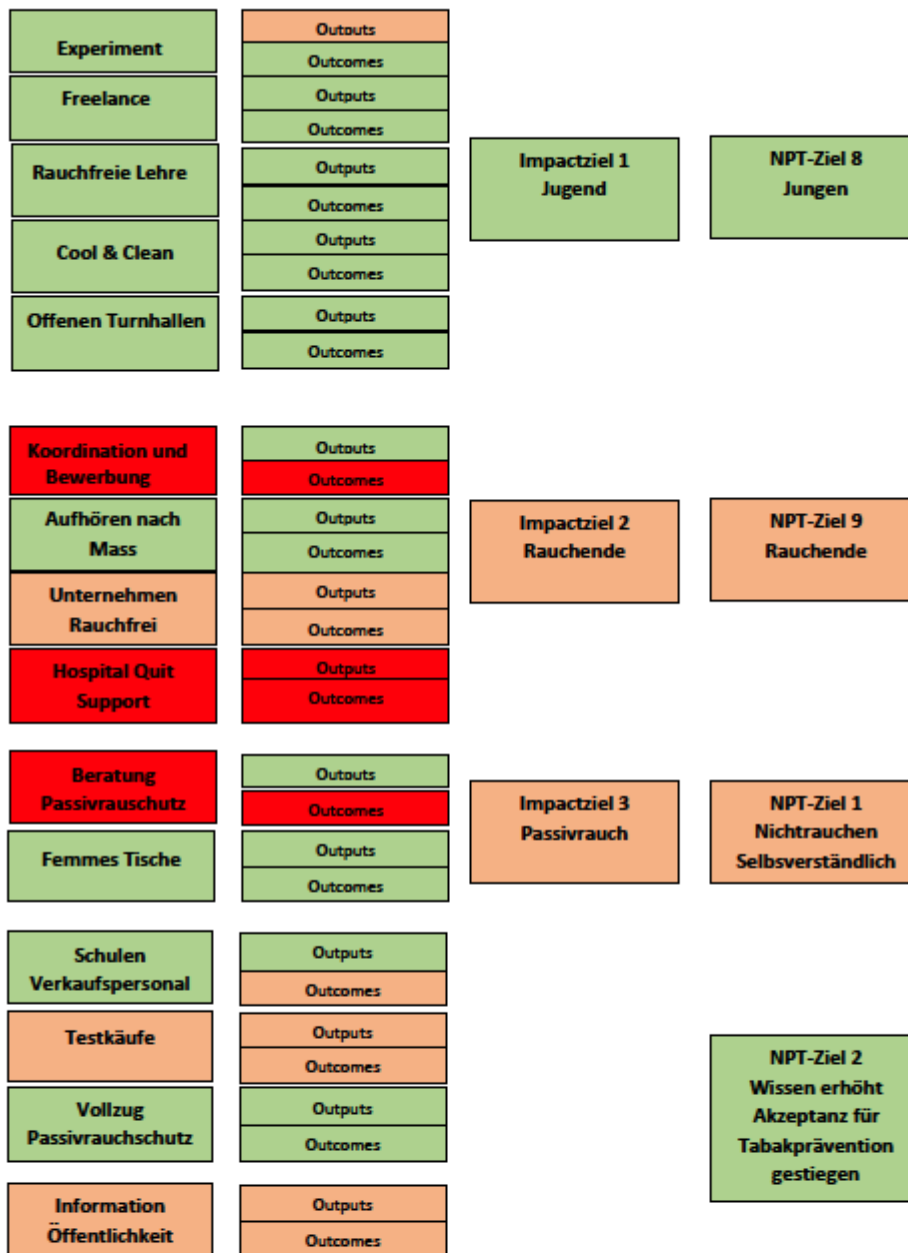 Experiment
Outouts
Outcomes
Freelance
Outputs
Outcomes
Rauchfreie Lehre
Outputs
Outcomes
Cool & Clean
Outputs
Outcomes
Offenen Turnhallen
Outputs
Outcomes
Impactziel 1
Jugend
NPT-Ziel 8
Jungen
Koordination und
Bewerbung
Outouts
Outcomes
Aufhören nach
Mass
Outputs
Outcomes
Unternehmen
Rauchfrei
Outputs
Outcomes
Hospital Quit
Support
Outputs
Outcomes
Impactziel 2
Rauchende
NPT-Ziel 9
Rauchende
Beratung
Passivrauschutz
Outouts
Outcomes
Femmes Tische
Outputs
Outcomes
Impactziel 3
Passivrauch
NPT-Ziel 1
Nichtrauchen
Selbsverständlich
Schulen
Verkaufspersonal
Outputs
Outcomes
Testkäufe
Outputs
Outcomes
Vollzug
Passivrauchschutz
Outputs
Outcomes
Information
Öffentlichkeit
Outputs
Outcomes
NPT-Ziel 2
Wissen erhöht
Akzeptanz für
Tabakprävention
gestiegen